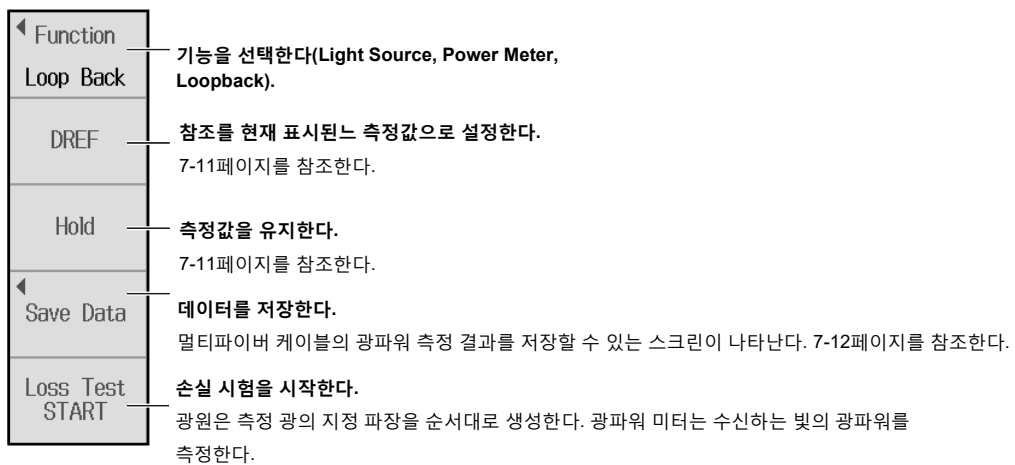 Function
Loop Back
기능을 선택한다(Light Source, Power Meter,
Loopback).
DREF
참조를 현재 표시된느 측정값으로 설정한다.
7-11페이지를 참조한다.
Hold
측정값을 유지한다.
7-11페이지를 참조한다.
Save Data
데이터를 저장한다.
멀티파이버 케이블의 광파워 측정 결과를 저장할 수 있는 스크린이 나타난다. 7-12페이지를 참조한다.
Loss Test
START
손실 시험을 시작한다.
광원은 측정 광의 지정 파장을 순서대로 생성한다. 광파워 미터는 수신하는 빛의 광파워를
측정한다.